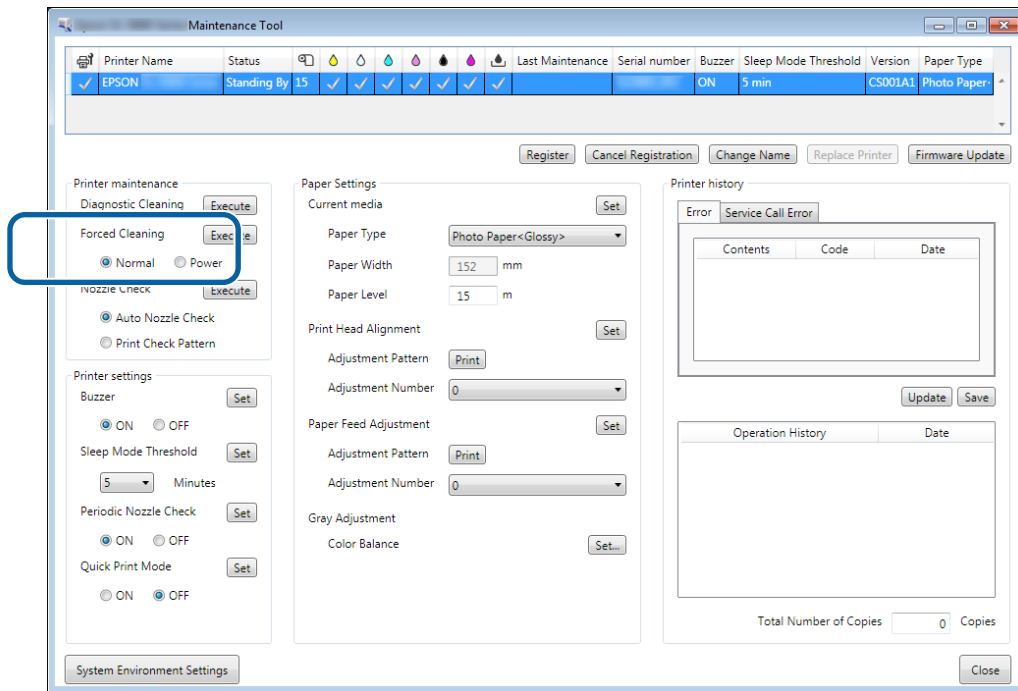 Maintenance Tool
Printer Name Status Last Maintenance Serial number Buzzer Sleep Mode Threshold Version Paper Type
EPSON Standing By 15 ON 5 min CS001A1 Photo Paper
Register Cancel Registration Change Name Replace Printer Firmware Update
Printer maintenance
Diagnostic Cleaning Execute
Forced Cleaning Execute
Normal Power
Nozzle Check Execute
Auto Nozzle Check
Print Check Pattern
Printer settings
Buzzer Set
ON OFF
Sleep Mode Threshold Set
5 Minutes
Periodic Nozzle Check Set
ON OFF
Quick Print Mode Set
ON OFF
Paper Settings
Current media Set
Paper Type Photo Paper<Glossy>
Paper Width 152 mm
Paper Level 15 m
Print Head Alignment Set
Adjustment Pattern Print
Adjustment Number 0
Paper Feed Adjustment Set
Adjustment Pattern Print
Adjustment Number 0
Gray Adjustment
Color Balance Set...
Printer history
Error Service Call Error
Contents Code Date
Update Save
Operation History Date
Total Number of Copies 0 Copies
System Environment Settings Close